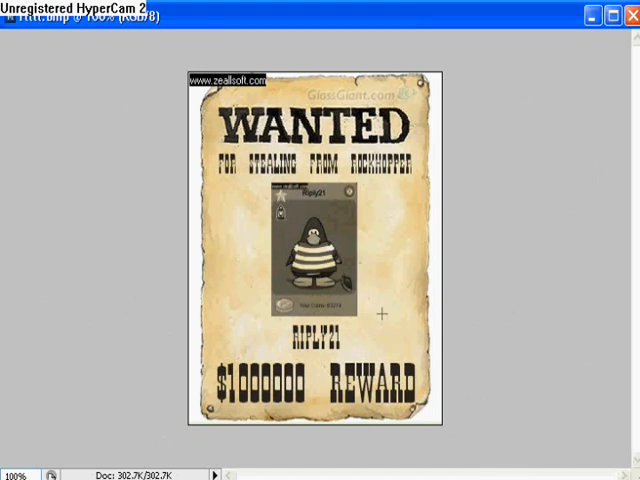 Unregistered HyperCam 2
www.zeallsoft.com
GlassGiant.com
WANTED
FOR STEALING FROM ROCKHOPPER
Riply21
RIPLY21
$1000000 REWARD
100%
Doc: 302.7K/302.7K